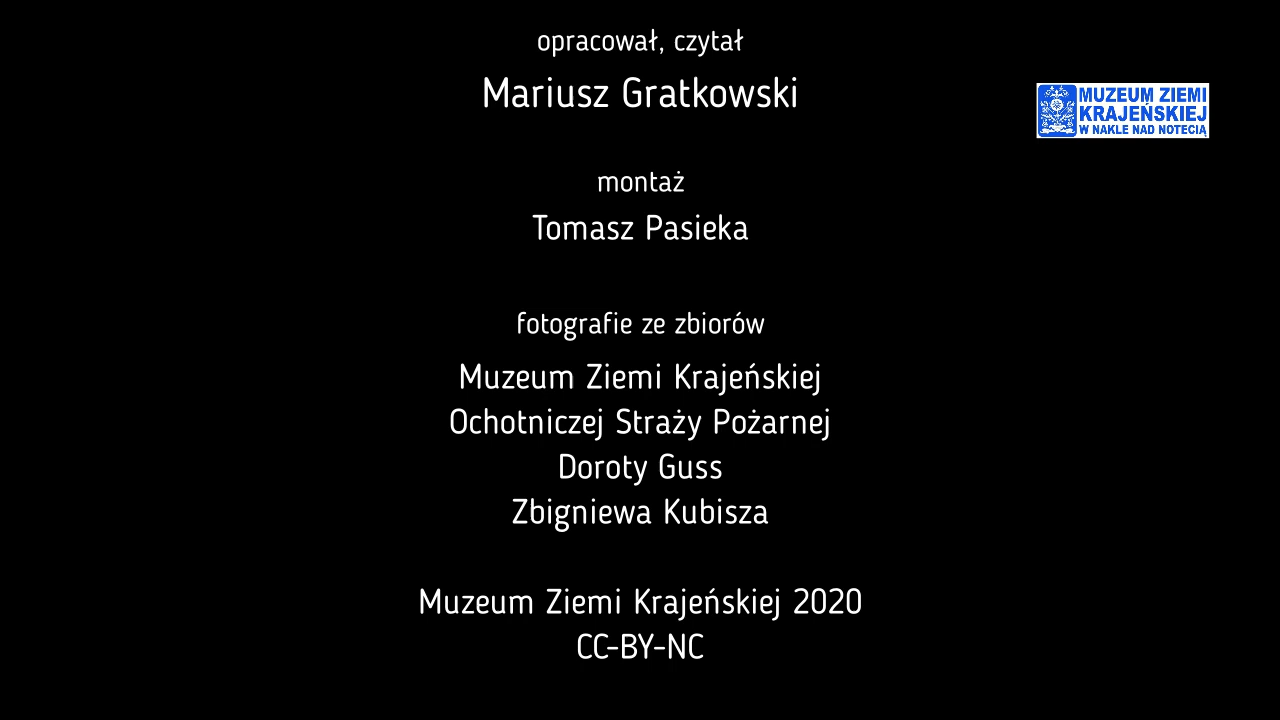 opracował, czytał
Mariusz Gratkowski
MUZEUM ZIEMI
KRAJEŃSKIEJ
W NAKLE NAD NOTECIĄ
montaż
Tomasz Pasieka
fotografie ze zbiorów
Muzeum Ziemi Krajeńskiej
Ochotniczej Straży Pożarnej
Doroty Guss
Zbigniewa Kubisza
Muzeum Ziemi Krajeńskiej 2020
CC-BY-NC